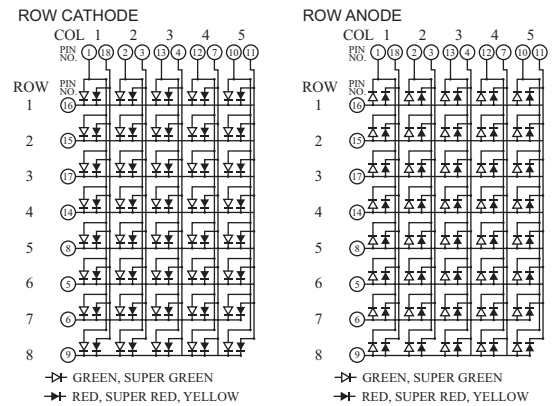 ROW CATHODE
COL 1 2 3 4 5
PIN NO. 1 18 2 3 13 4 12 7 10 11
ROW PIN NO.
1 16
2 15
3 17
4 14
5 8
6 5
7 6
8 9
GREEN, SUPER GREEN
RED, SUPER RED, YELLOW
ROW ANODE
COL 1 2 3 4 5
PIN NO. 1 18 2 3 13 4 12 7 10 11
ROW PIN NO.
1 16
2 15
3 17
4 14
5 8
6 5
7 6
8 9
GREEN, SUPER GREEN
RED, SUPER RED, YELLOW